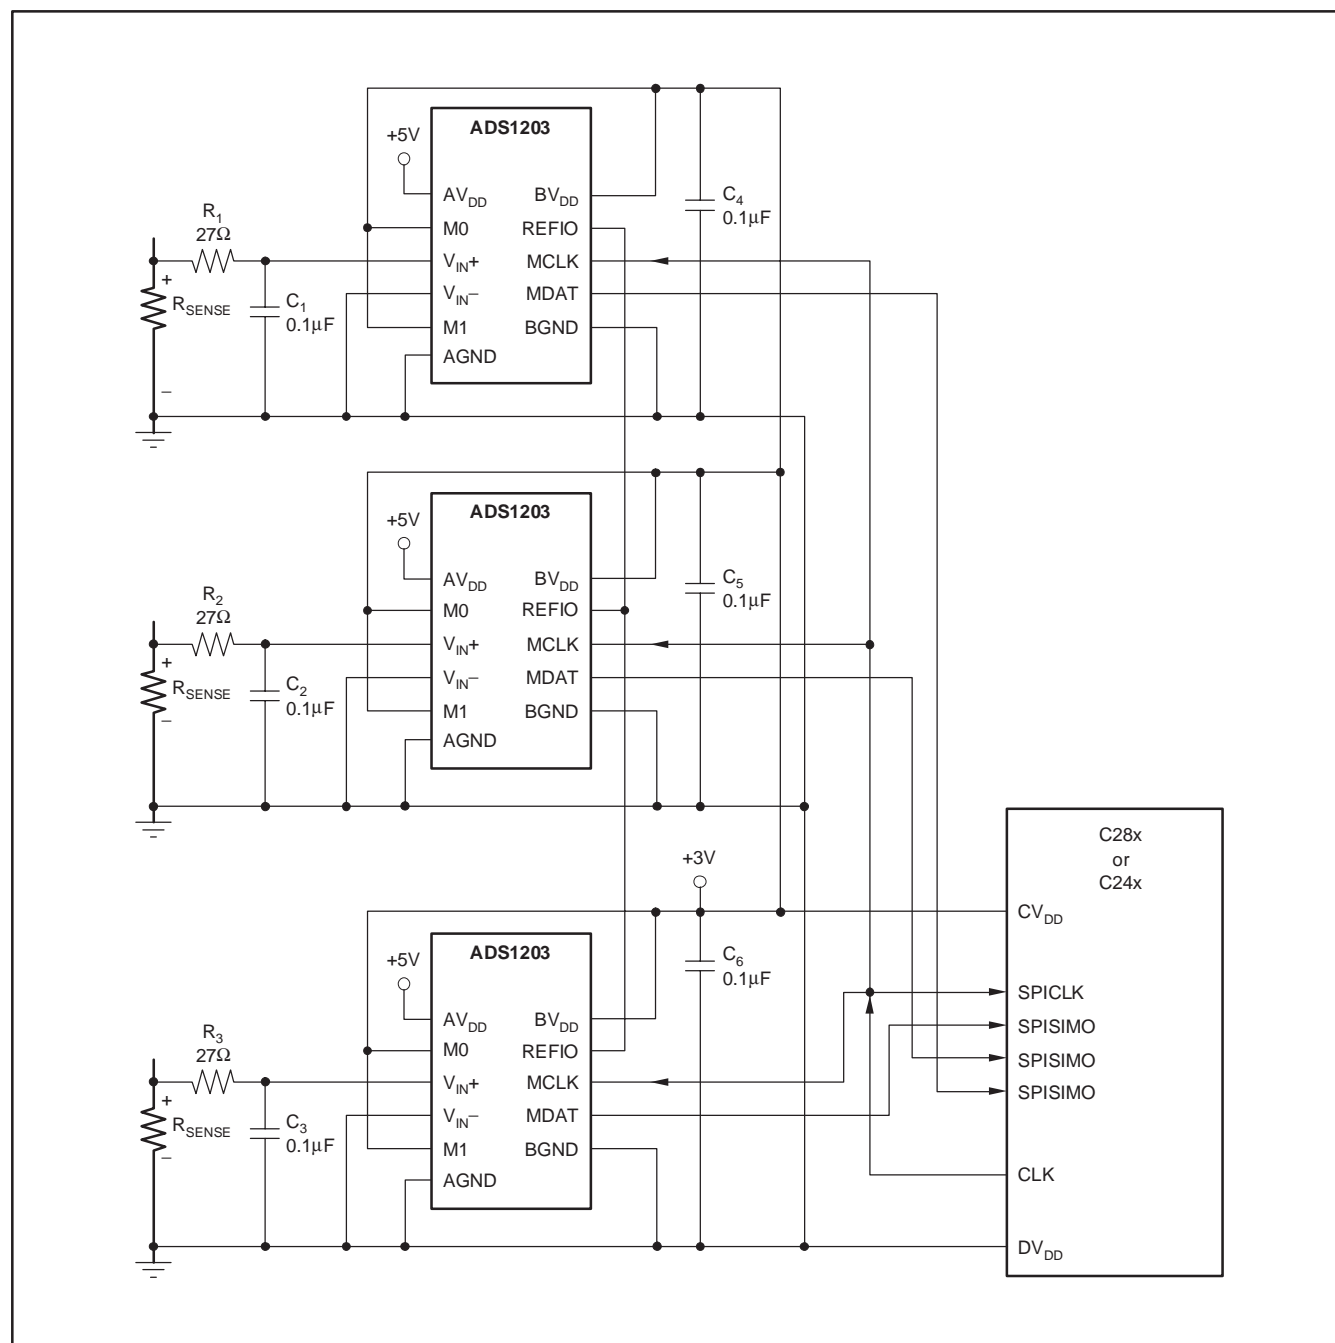 ADS1203
+5V
AVDD
BVDD
C4
0.1µF
R1
27Ω
M0
REFIO
VIN+
MCLK
+
RSENSE
C1
0.1µF
VIN–
MDAT
M1
BGND
AGND
–
ADS1203
+5V
AVDD
BVDD
C5
0.1µF
R2
27Ω
M0
REFIO
VIN+
MCLK
+
RSENSE
C2
0.1µF
VIN–
MDAT
–
M1
BGND
AGND
C28x
or
C24x
+3V
CVDD
ADS1203
+5V
C6
0.1µF
SPICLK
AVDD
BVDD
SPISIMO
R3
27Ω
M0
REFIO
SPISIMO
VIN+
MCLK
SPISIMO
+
RSENSE
C3
0.1µF
VIN–
MDAT
–
M1
BGND
AGND
CLK
DVDD